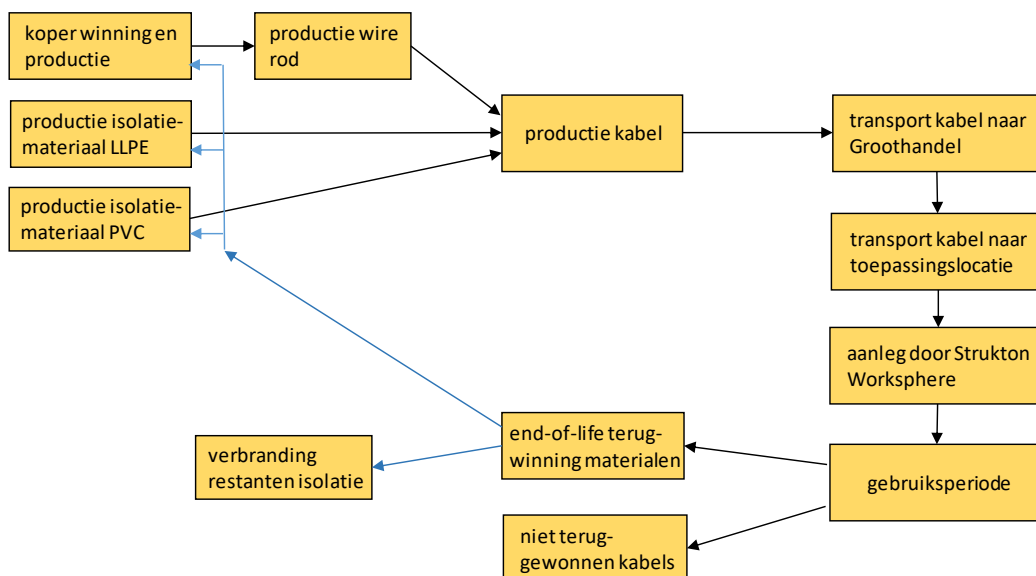 koper winning en
productie
productie wire
rod
productie isolatie-
materiaal LLPE
productie kabel
transport kabel naar
Groothandel
productie isolatie-
materiaal PVC
transport kabel naar
toepassingslocatie
aanleg door Strukton
Worksphere
end-of-life terug-
winning materialen
verbranding
restanten isolatie
gebruiksperiode
niet terug-
gewonnen kabels